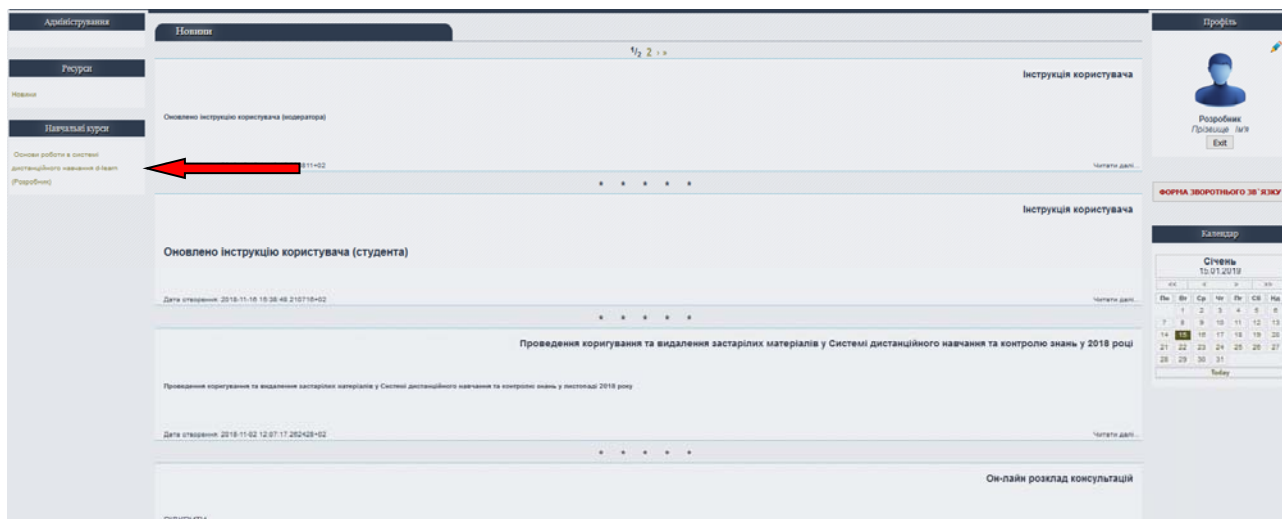 Адміністрування
Ресурси
Новини
Навчальні курси
Основи роботи в системі
дистанційного навчання d-learn
(Розробник)
Новини
1/2 2 › »
Інструкція користувача
Оновлено інструкцію користувача (модератора)
811+02
Читати далі...
* * * * *
Інструкція користувача
Оновлено інструкцію користувача (студента)
Дата створення: 2018-11-16 15:38:48.210716+02
Читати далі...
* * * * *
Проведення коригування та видалення застарілих матеріалів у Системі дистанційного навчання та контролю знань у 2018 році
Проведення коригування та видалення застарілих матеріалів у Системі дистанційного навчання та контролю знань у листопаді 2018 року
Дата створення: 2018-11-02 12:07:17.262428+02
Читати далі...
* * * * *
Он-лайн розклад консультацій
Профіль
Розробник
Прізвище Ім'я
Exit
ФОРМА ЗВОРОТНЬОГО ЗВ`ЯЗКУ
Календар
Січень
15.01.2019
<< < > >>
Пн Вт Ср Чт Пт Сб Нд
1 2 3 4 5 6
7 8 9 10 11 12 13
14 15 16 17 18 19 20
21 22 23 24 25 26 27
28 29 30 31
Today